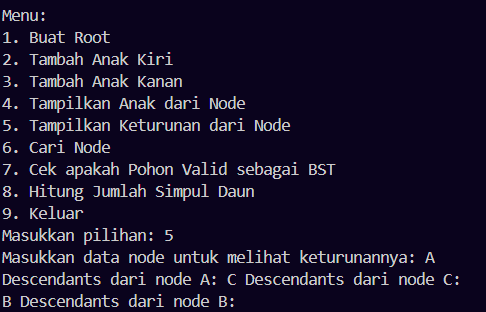 Menu:
1. Buat Root
2. Tambah Anak Kiri
3. Tambah Anak Kanan
4. Tampilkan Anak dari Node
5. Tampilkan Keturunan dari Node
6. Cari Node
7. Cek apakah Pohon Valid sebagai BST
8. Hitung Jumlah Simpul Daun
9. Keluar
Masukkan pilihan: 5
Masukkan data node untuk melihat keturunannya: A
Descendants dari node A: C Descendants dari node C:
B Descendants dari node B: